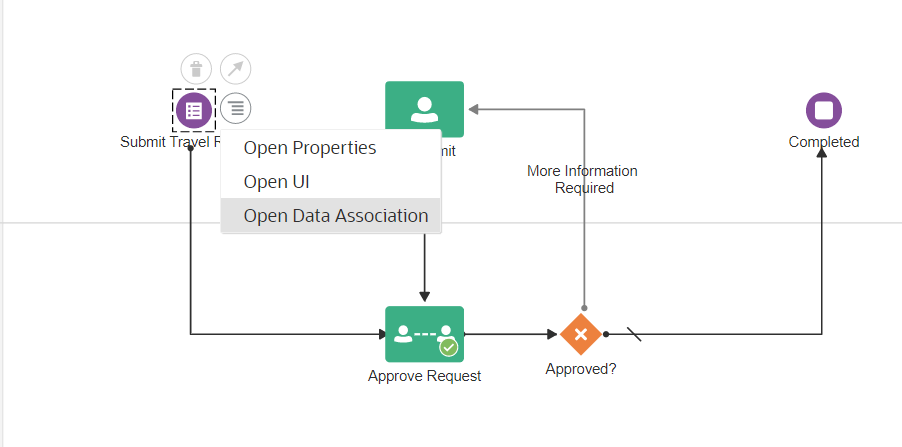 Submit Travel R
Completed
Open Properties
Open UI
Open Data Association
mit
More Information
Required
Approve Request
Approved?